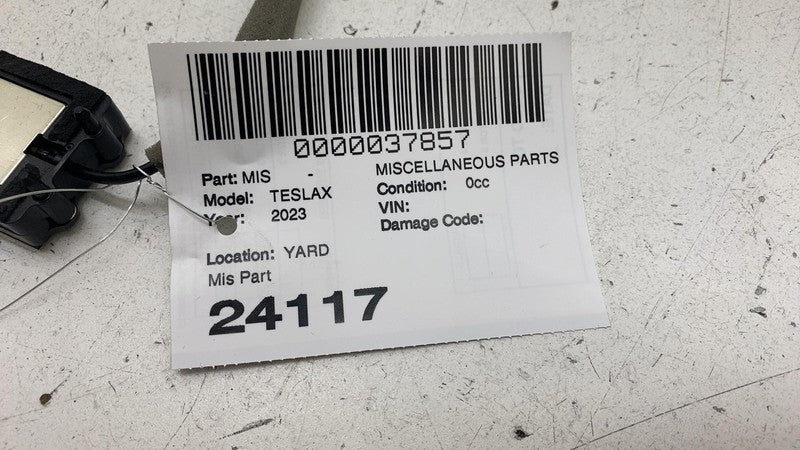 0000037857
Part: MIS - MISCELLANEOUS PARTS
Model: TESLAX Condition: 0cc
Year: 2023 VIN:
Damage Code:
Location: YARD
Mis Part
24117